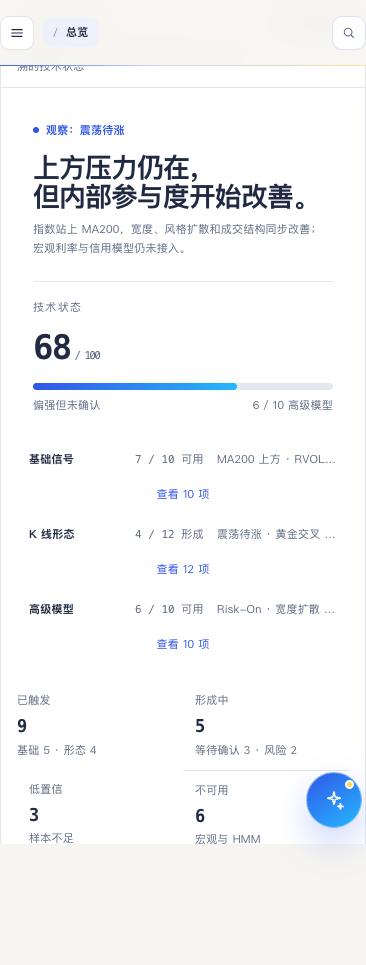 / 总览
溯的技术状态
观察：震荡待涨
上方压力仍在，
但内部参与度开始改善。
指数站上 MA200，宽度、风格扩散和成交结构同步改善；
宏观利率与信用模型仍未接入。
技术状态
68 / 100
偏强但未确认 6 / 10 高级模型
基础信号 7 / 10 可用 MA200 上方 · RVOL...
查看 10 项
K 线形态 4 / 12 形成 震荡待涨 · 黄金交叉 ...
查看 12 项
高级模型 6 / 10 可用 Risk-On · 宽度扩散 ...
查看 10 项
已触发 形成中
9 5
基础 5 · 形态 4 等待确认 3 · 风险 2
低置信 不可用
3 6
样本不足 宏观与 HMM